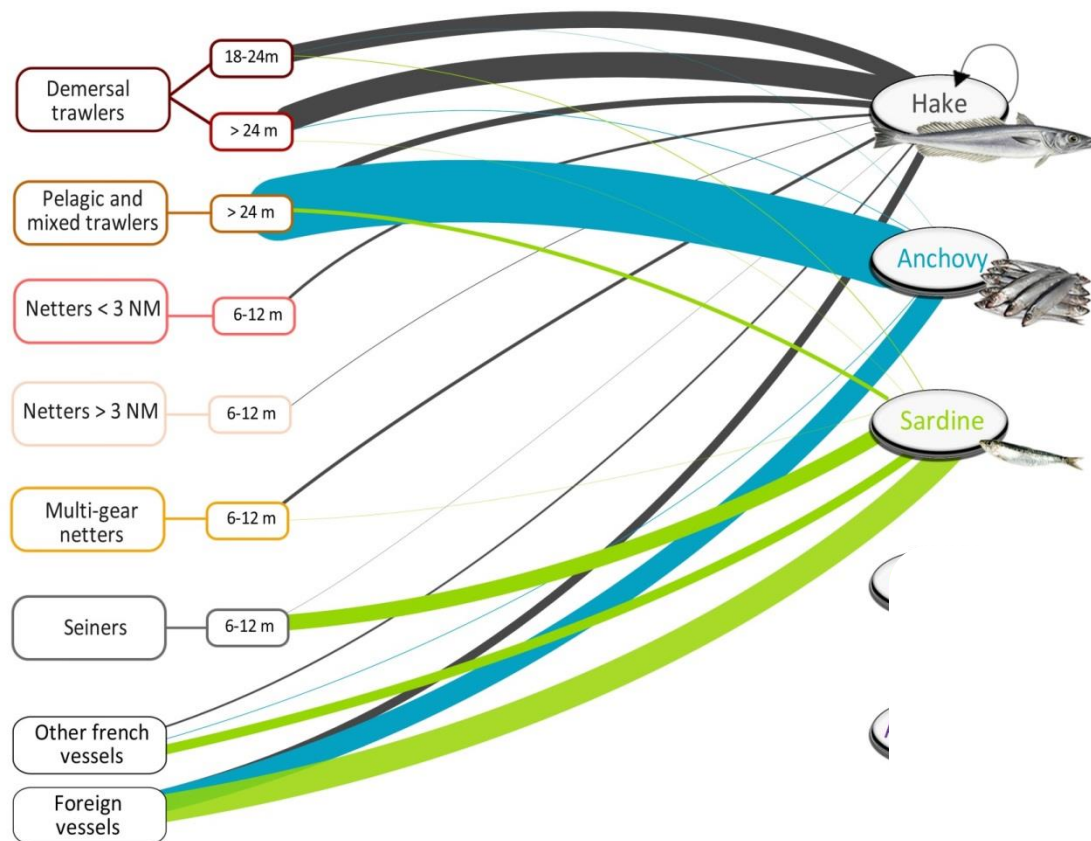 Demersal
trawlers
18-24m
> 24 m
Pelagic and
mixed trawlers
> 24 m
Netters < 3 NM
6-12 m
Netters > 3 NM
6-12 m
Multi-gear
netters
6-12 m
Seiners
6-12 m
Other french
vessels
Foreign
vessels
Hake
Anchovy
Sardine